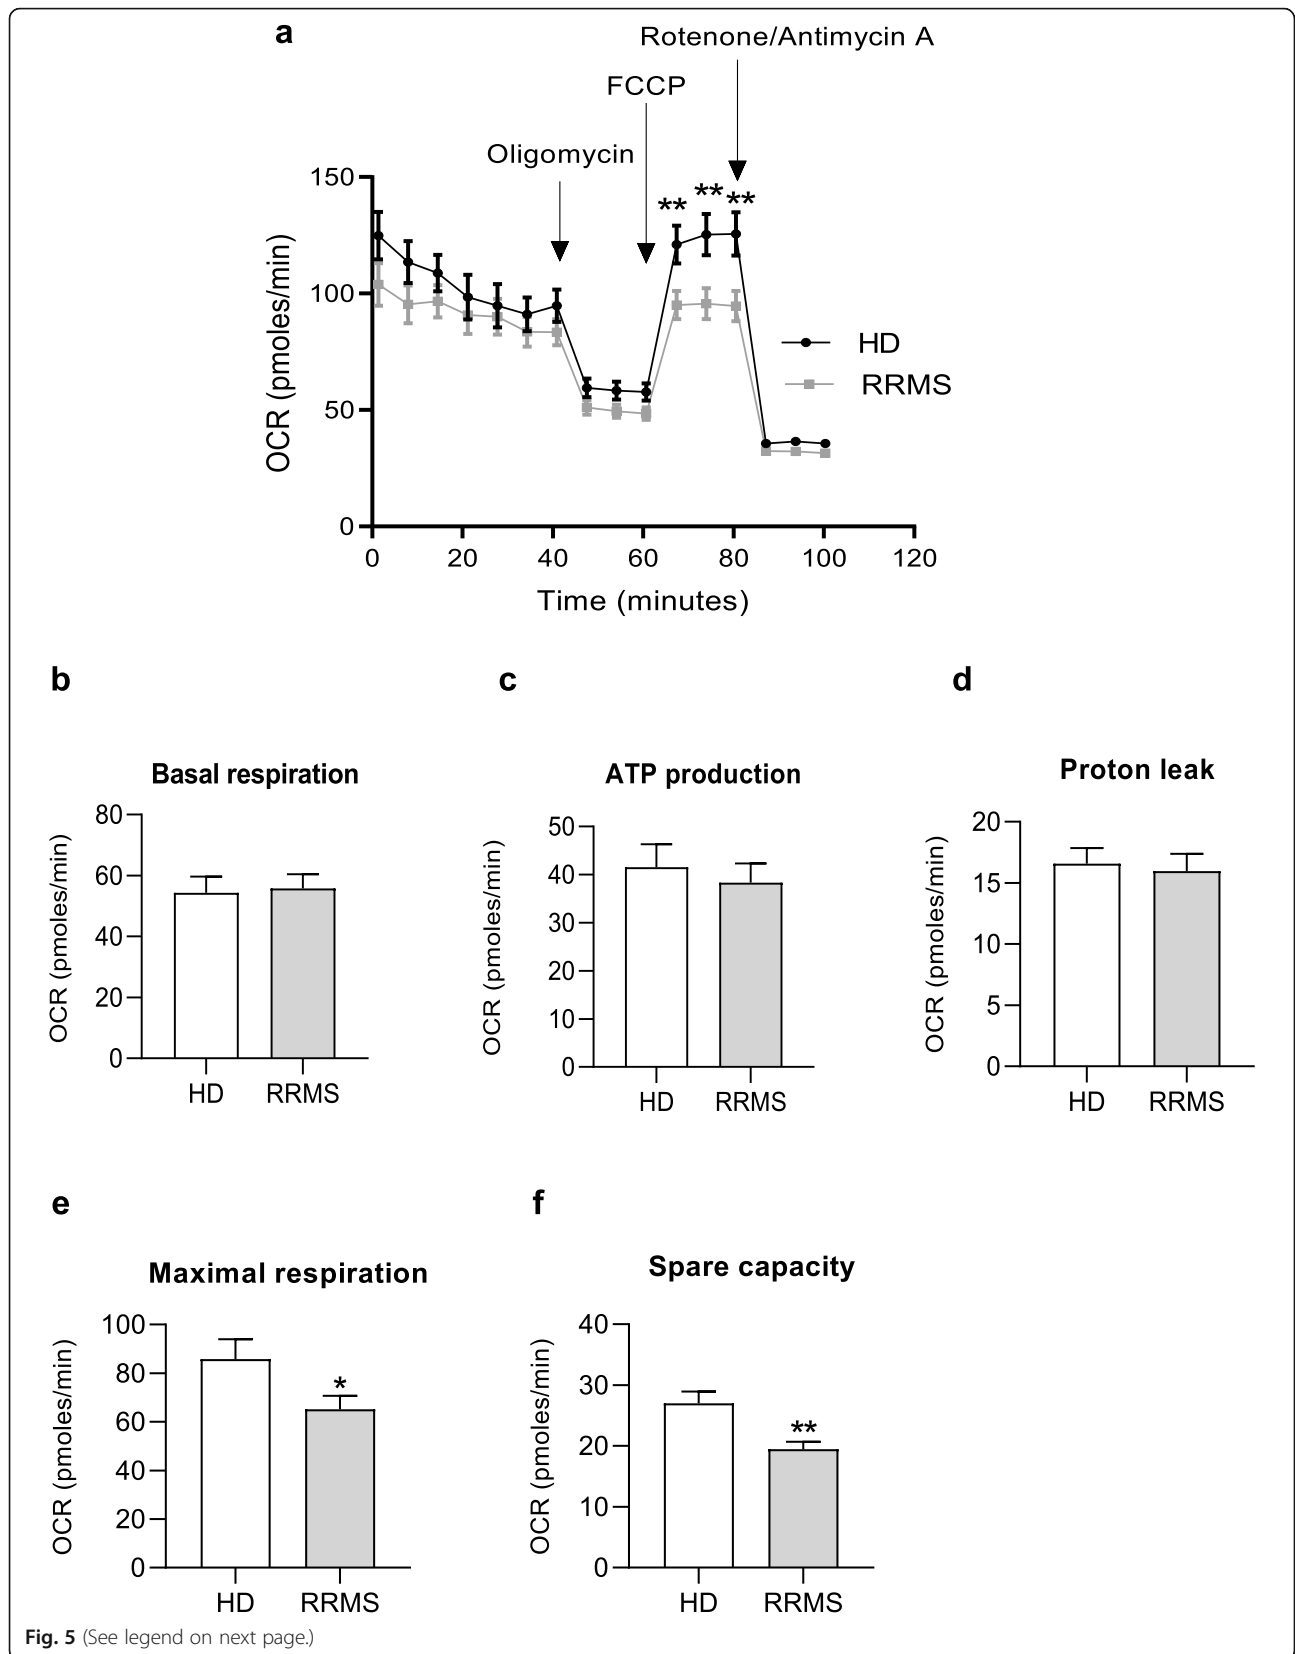 a
Rotenone/Antimycin A
FCCP
Oligomycin
** ** **
150
100
50
0
OCR (pmoles/min)
HD
RRMS
0 20 40 60 80 100 120
Time (minutes)
b
Basal respiration
80
60
40
20
0
OCR (pmoles/min)
HD RRMS
c
ATP production
50
40
30
20
10
0
OCR (pmoles/min)
HD RRMS
d
Proton leak
20
15
10
5
0
OCR (pmoles/min)
HD RRMS
e
Maximal respiration
100
80
60
40
20
0
OCR (pmoles/min)
*
HD RRMS
f
Spare capacity
40
30
20
10
0
OCR (pmoles/min)
**
HD RRMS
Fig. 5 (See legend on next page.)